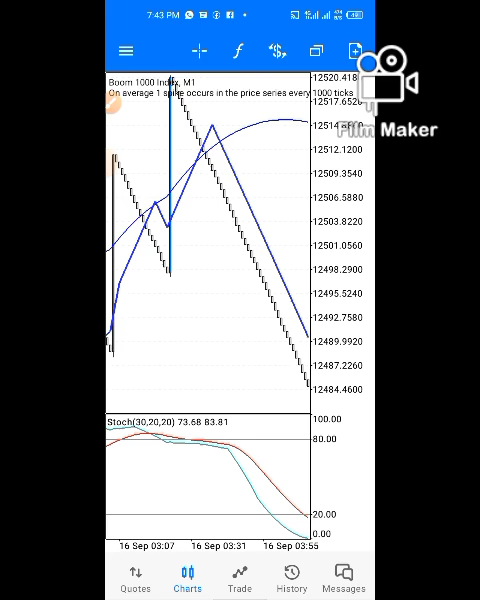 7:43 PM
Boom 1000 Index, M1
On average 1 spike occurs in the price series every 1000 ticks
12520.418
12517.652
Film Maker
12512.1200
12509.3540
12506.5880
12503.8220
12501.0560
12498.2900
12495.5240
12492.7580
12489.9920
12487.2260
12484.4600
Stoch(30,20,20) 73.68 83.81
100.00
80.00
20.00
0.00
16 Sep 03:07
16 Sep 03:31
16 Sep 03:55
Quotes
Charts
Trade
History
Messages